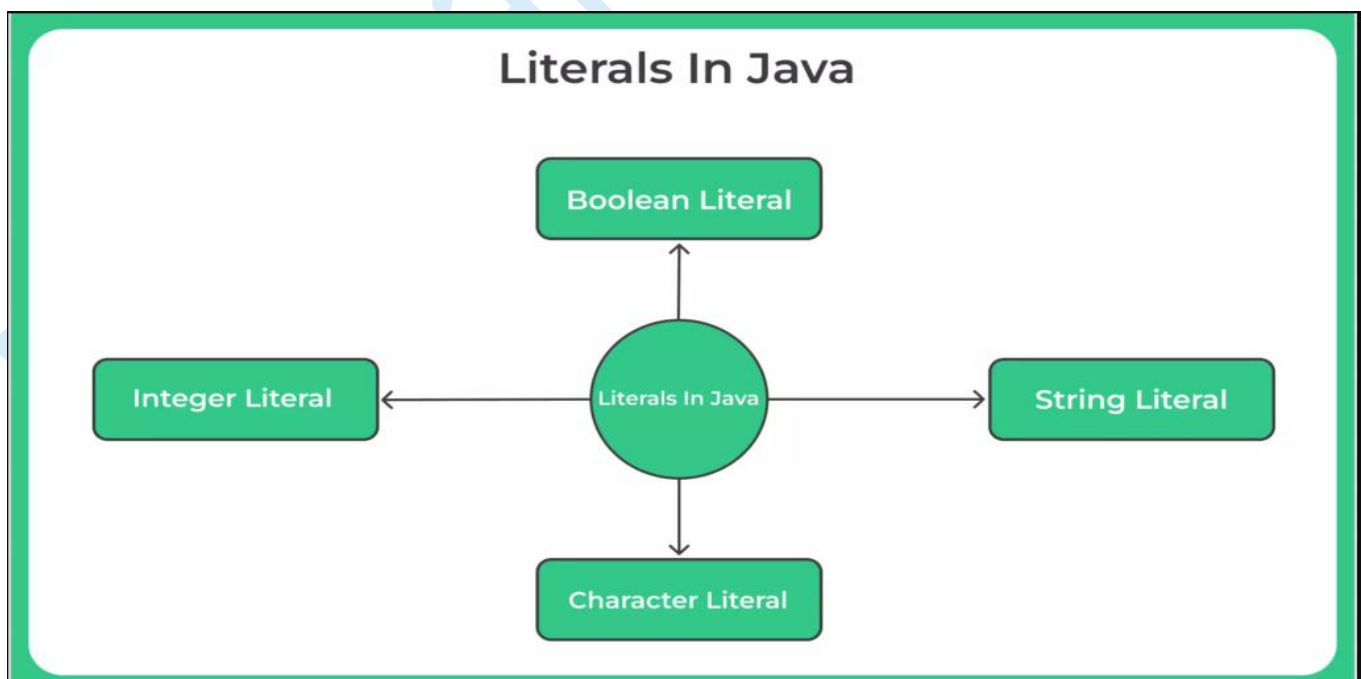 Literals In Java
Boolean Literal
Integer Literal
Literals In Java
String Literal
Character Literal